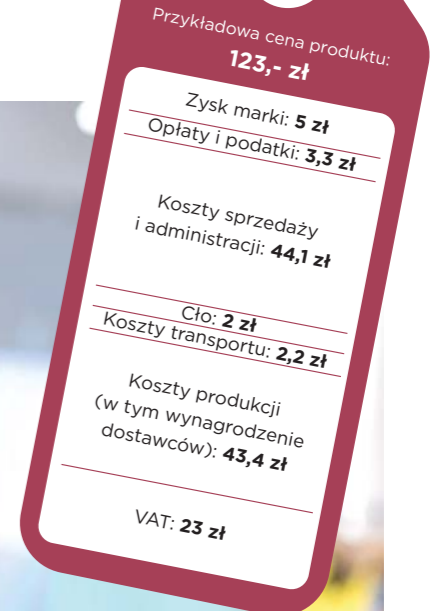 Przykładowa cena produktu:
123,- zł
Zysk marki: 5 zł
Opłaty i podatki: 3,3 zł
Koszty sprzedaży
i administracji: 44,1 zł
Cło: 2 zł
Koszty transportu: 2,2 zł
Koszty produkcji
(w tym wynagrodzenie
dostawców): 43,4 zł
VAT: 23 zł